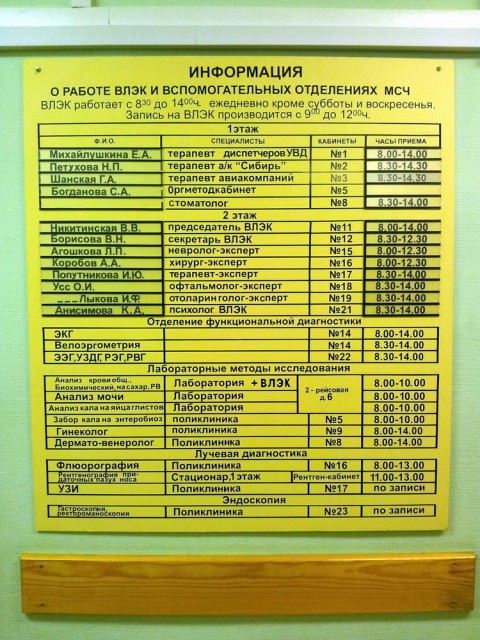 ИНФОРМАЦИЯ
О РАБОТЕ ВЛЭК И ВСПОМОГАТЕЛЬНЫХ ОТДЕЛЕНИЯХ МСЧ
ВЛЭК работает с 8³⁰ до 14⁰⁰ч. ежедневно кроме субботы и воскресенья.
Запись на ВЛЭК производится с 9⁰⁰ до 12⁰⁰ч.
1этаж
Ф.И.О. СПЕЦИАЛИСТЫ КАБИНЕТЫ ЧАСЫ ПРИЕМА
Михайлушкина Е.А. терапевт диспетчеровУВД №1 8.00-14.00
Петухова Н.П. терапевт а/к "Сибирь" №2 8.30-14.30
Шанская Г.А. терапевт авиакомпаний №3 8.30-14.30
Богданова С.А. Оргметодкабинет №5
стоматолог №8 8.30-14.00
2 этаж
Никитинская В.В. председатель ВЛЭК №11 8.00-14.00
Борисова В.Н. секретарь ВЛЭК №12 8.30-12.30
Агошкова Л.П. невролог-эксперт №15 8.00-12.30
Коробов А.А. хирург-эксперт №16 8.00-12.30
Попутникова И.Ю. терапевт-эксперт №17 8.30-14.00
Усс О.И. офтальмолог-эксперт №18 8.30-14.00
Лыкова И.Ф. отоларинголог-эксперт №19 8.30-14.00
Анисимова К.А. психолог ВЛЭК №21 8.30-14.00
Отделение функциональной диагностики
ЭКГ №14 8.00-14.00
Велоэргометрия №14 8.30-14.00
ЭЭГ,УЗДГ, РЭГ,РВГ №22 8.30-14.00
Лабораторные методы исследования
Анализ крови общ., Биохимический, на сахар, РВ Лаборатория + ВЛЭК 2 - рейсовая д.6 8.00-10.00
Анализ мочи Лаборатория 8.00-10.00
Анализ кала на яйца глистов Лаборатория 8.00-10.00
Забор кала на энтеробиоз поликлиника №5 8.00-10.00
Гинеколог поликлиника №9 8.00-14.00
Дермато-венеролог поликлиника №8 8.00-14.00
Лучевая диагностика
Флюорография Поликлиника №16 8.00-13.00
Рентгенография при- даточных пазух носа Стационар,1этаж Рентген-кабинет 11.00-13.00
УЗИ Поликлиника №17 по записи
Эндоскопия
Гастроскопия, ректброманоскопия Поликлиника №23 по записи